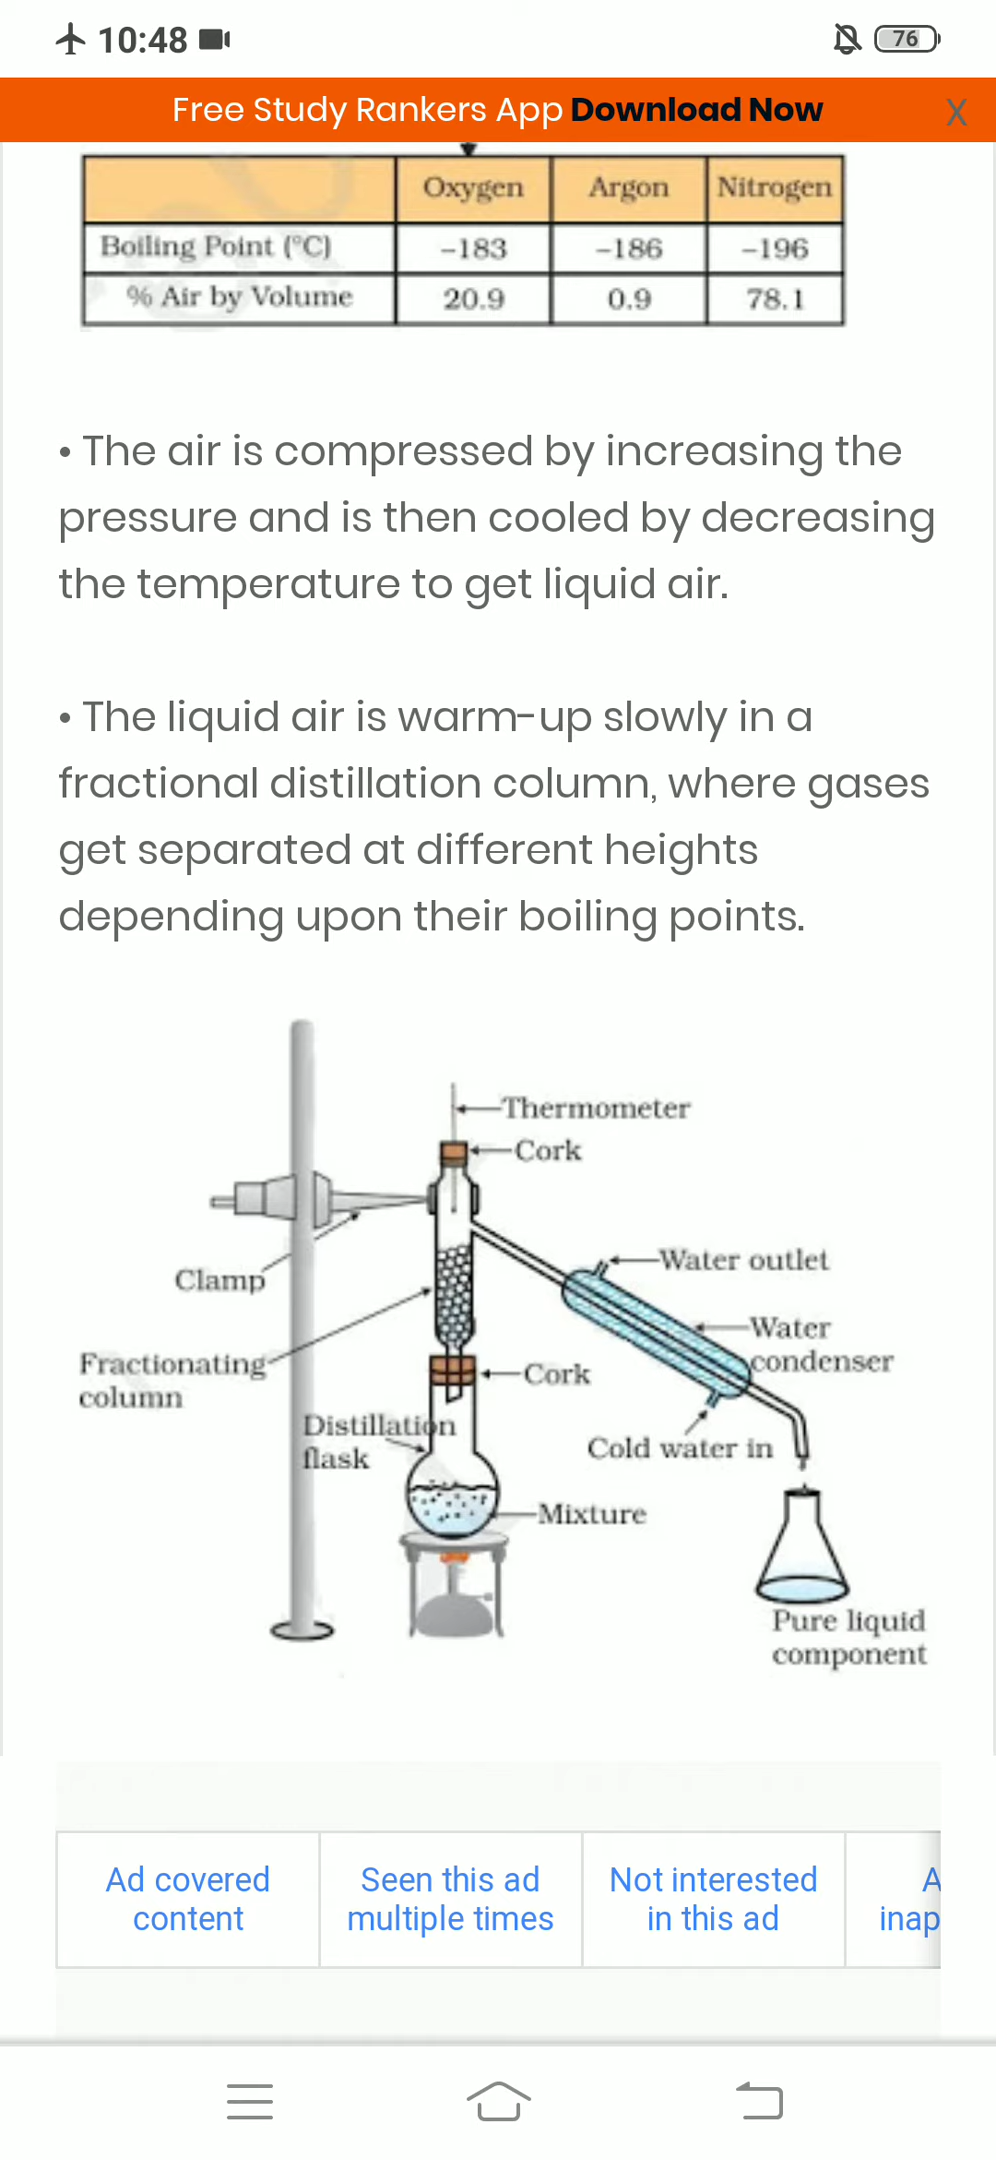 10:48
76
Free Study Rankers App Download Now
X
Oxygen Argon Nitrogen
Boiling Point (°C) –183 –186 –196
% Air by Volume 20.9 0.9 78.1
• The air is compressed by increasing the
pressure and is then cooled by decreasing
the temperature to get liquid air.
• The liquid air is warm-up slowly in a
fractional distillation column, where gases
get separated at different heights
depending upon their boiling points.
Thermometer
Cork
Water outlet
Clamp
Water
condenser
Fractionating
column
Cork
Distillation
flask
Cold water in
Mixture
Pure liquid
component
Ad covered
content
Seen this ad
multiple times
Not interested
in this ad
A
inap